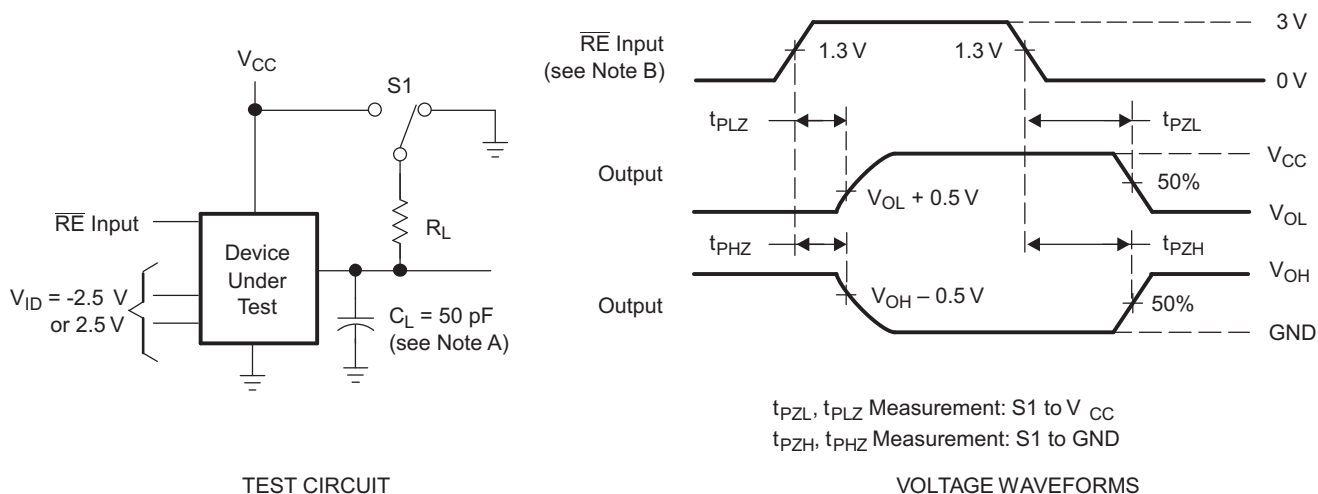 V_CC
S1
RE Input
V_ID = -2.5 V
or 2.5 V
Device
Under
Test
R_L
C_L = 50 pF
(see Note A)
TEST CIRCUIT
RE Input
(see Note B)
1.3 V
1.3 V
3 V
0 V
t_PLZ
t_PZL
Output
V_CC
50%
V_OL + 0.5 V
V_OL
t_PHZ
t_PZH
Output
V_OH
V_OH – 0.5 V
50%
GND
t_PZL, t_PLZ Measurement: S1 to V_CC
t_PZH, t_PHZ Measurement: S1 to GND
VOLTAGE WAVEFORMS